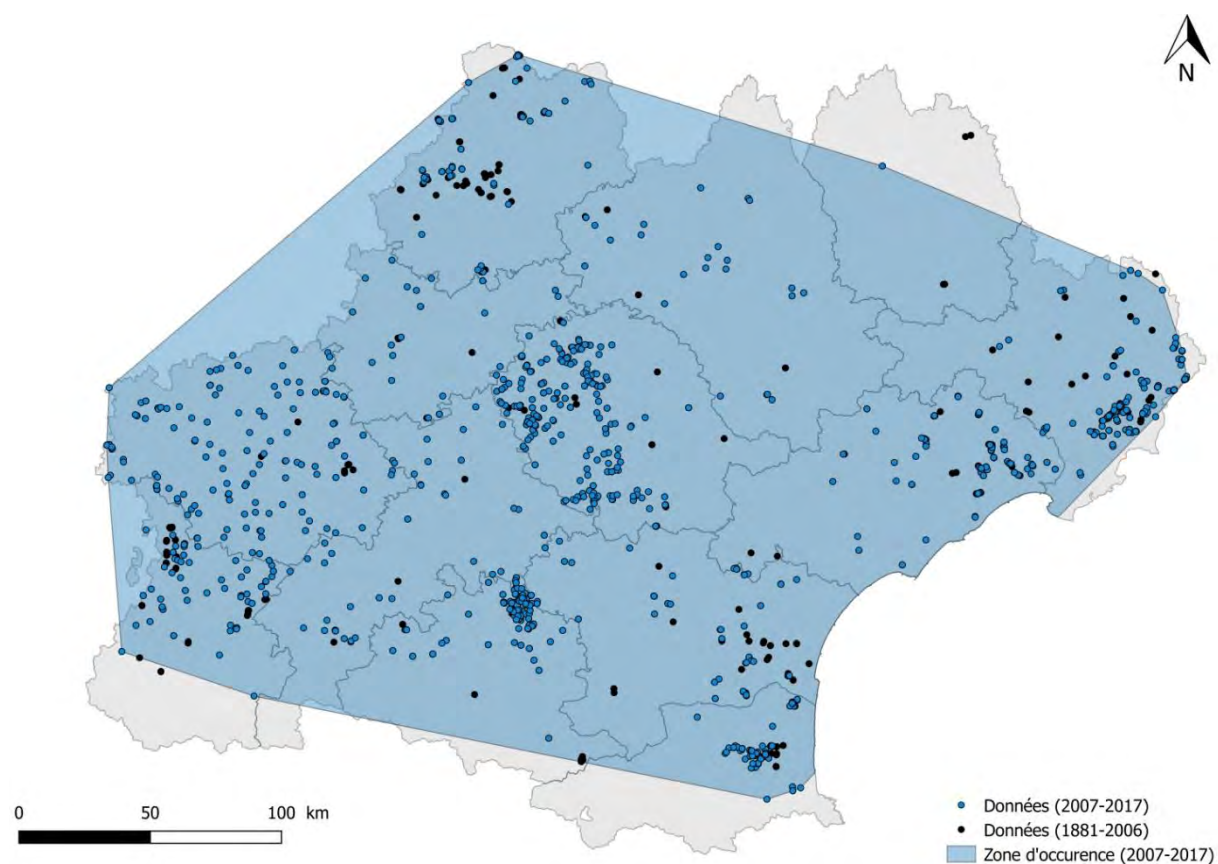 N
0 50 100 km
Données (2007-2017)
Données (1881-2006)
Zone d'occurence (2007-2017)